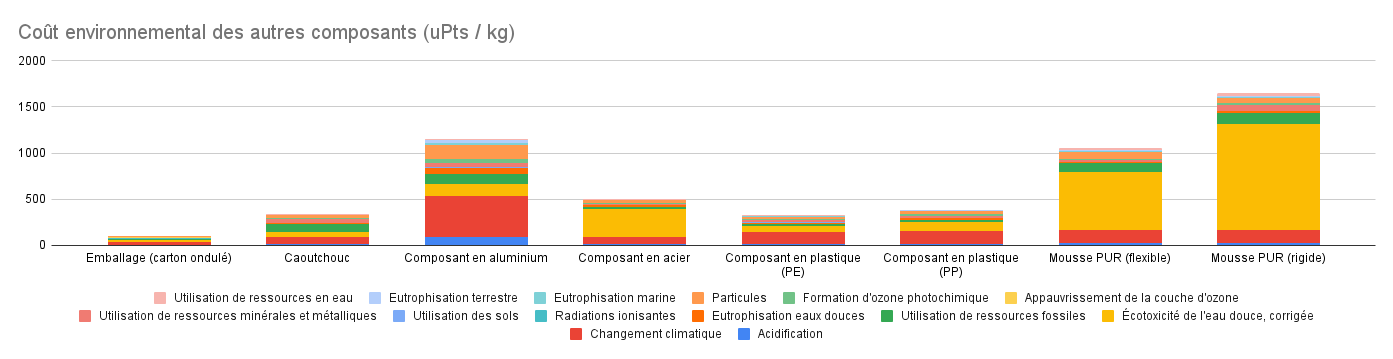 Coût environnemental des autres composants (uPts / kg)
2000
1500
1000
500
0
Emballage (carton ondulé) Caoutchouc Composant en aluminium Composant en acier Composant en plastique (PE) Composant en plastique (PP) Mousse PUR (flexible) Mousse PUR (rigide)
Utilisation de ressources en eau Eutrophisation terrestre Eutrophisation marine Particules Formation d'ozone photochimique Appauvrissement de la couche d'ozone
Utilisation de ressources minérales et métalliques Utilisation des sols Radiations ionisantes Eutrophisation eaux douces Utilisation de ressources fossiles Écotoxicité de l'eau douce, corrigée
Changement climatique Acidification